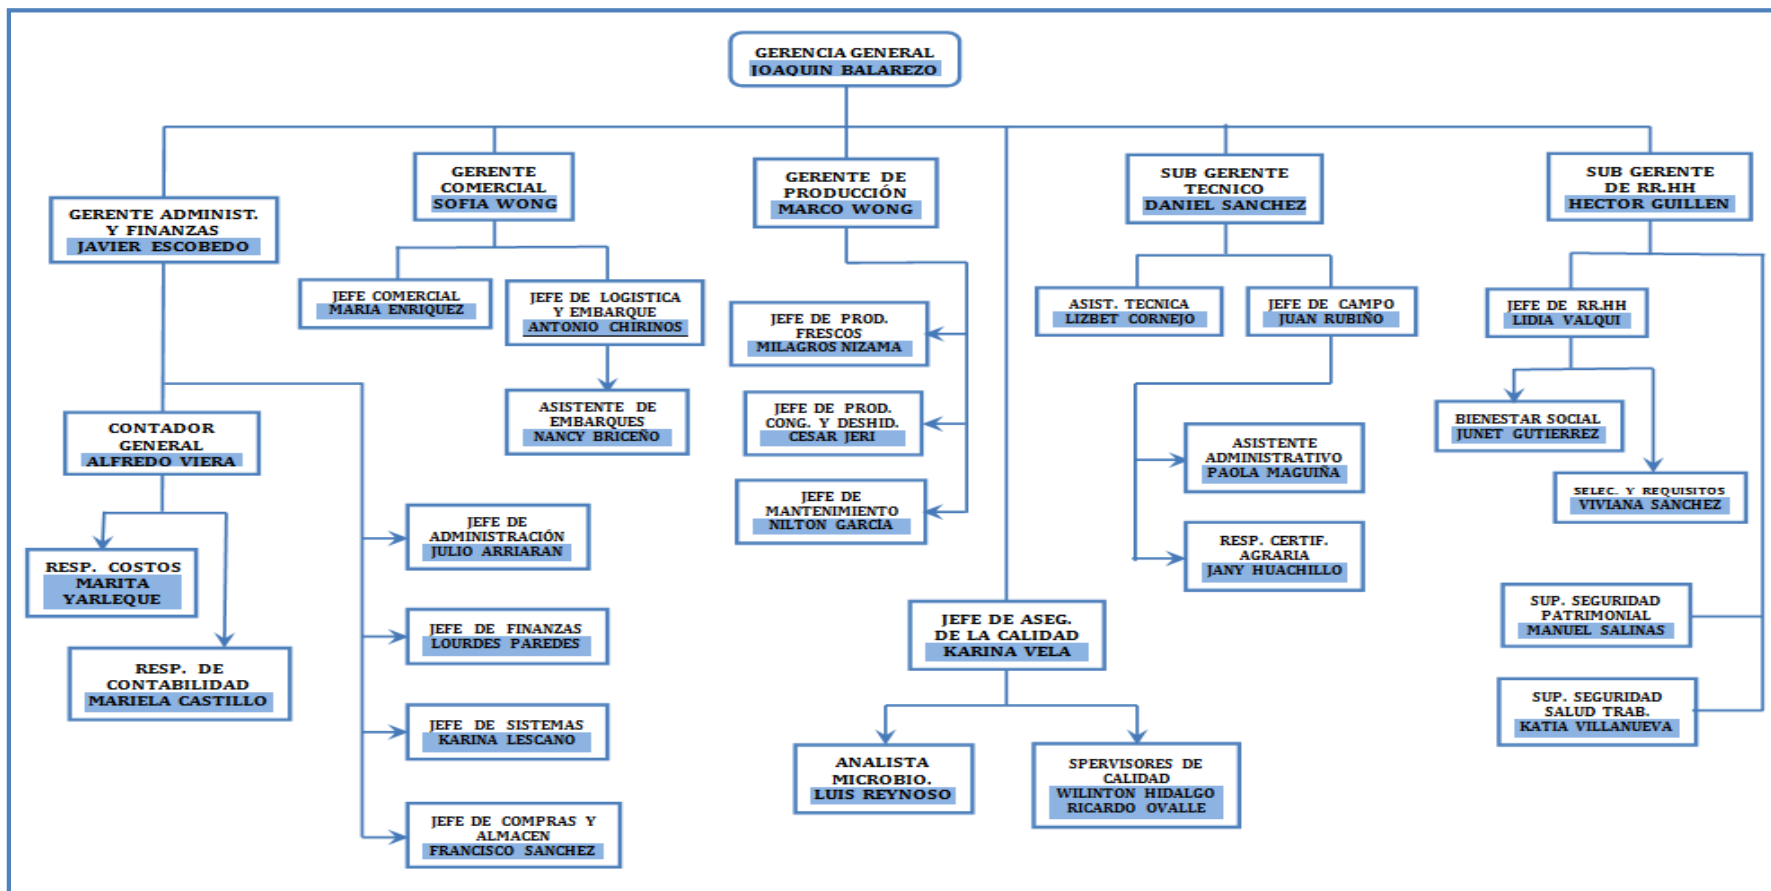 GERENCIA GENERAL
JOAQUIN BALAREZO
GERENTE ADMINIST.
Y FINANZAS
JAVIER ESCOBEDO
GERENTE
COMERCIAL
SOFIA WONG
GERENTE DE
PRODUCCIÓN
MARCO WONG
SUB GERENTE
TECNICO
DANIEL SANCHEZ
SUB GERENTE
DE RR.HH
HECTOR GUILLEN
JEFE COMERCIAL
MARIA ENRIQUEZ
JEFE DE LOGISTICA
Y EMBARQUE
ANTONIO CHIRINOS
ASISTENTE DE
EMBARQUES
NANCY BRICEÑO
JEFE DE PROD.
FRESCOS
MILAGROS NIZAMA
JEFE DE PROD.
CONG. Y DESHID.
CESAR JERI
JEFE DE
MANTENIMIENTO
NILTON GARCÍA
ASIST. TECNICA
LIZBET CORNEJO
JEFE DE CAMPO
JUAN RUBIÑO
ASISTENTE
ADMINISTRATIVO
PAOLA MAGUIÑA
RESP. CERTIF.
AGRARIA
JANY HUACHILLO
JEFE DE RR.HH
LIDIA VALQUI
BIENESTAR SOCIAL
JUNET GUTIERREZ
SELEC. Y REQUISITOS
VIVIANA SANCHEZ
SUP. SEGURIDAD
PATRIMONIAL
MANUEL SALINAS
SUP. SEGURIDAD
SALUD TRAB.
KATIA VILLANUEVA
CONTADOR
GENERAL
ALFREDO VIERA
RESP. COSTOS
MARITA
YARLEQUE
RESP. DE
CONTABILIDAD
MARIELA CASTILLO
JEFE DE
ADMINISTRACIÓN
JULIO ARRIARAN
JEFE DE FINANZAS
LOURDES PAREDES
JEFE DE SISTEMAS
KARINA LESCANO
JEFE DE COMPRAS Y
ALMACEN
FRANCISCO SANCHEZ
JEFE DE ASEG.
DE LA CALIDAD
KARINA VELA
ANALISTA
MICROBIO.
LUIS REYNOSO
SPERVISORES DE
CALIDAD
WILINTON HIDALGO
RICARDO OVALLE